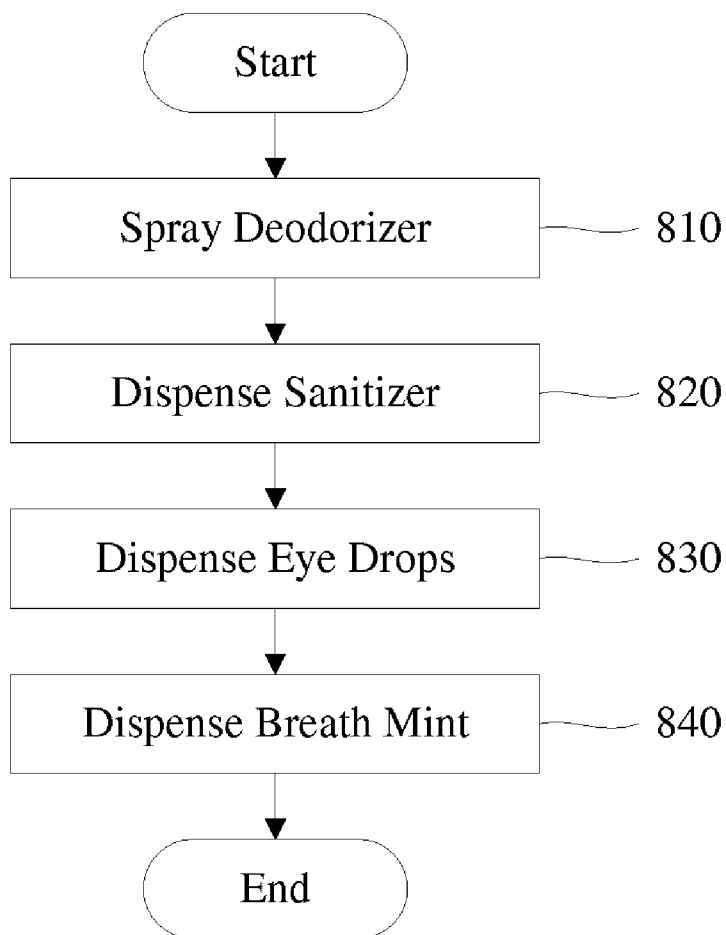 Start
Spray Deodorizer 810
Dispense Sanitizer 820
Dispense Eye Drops 830
Dispense Breath Mint 840
End